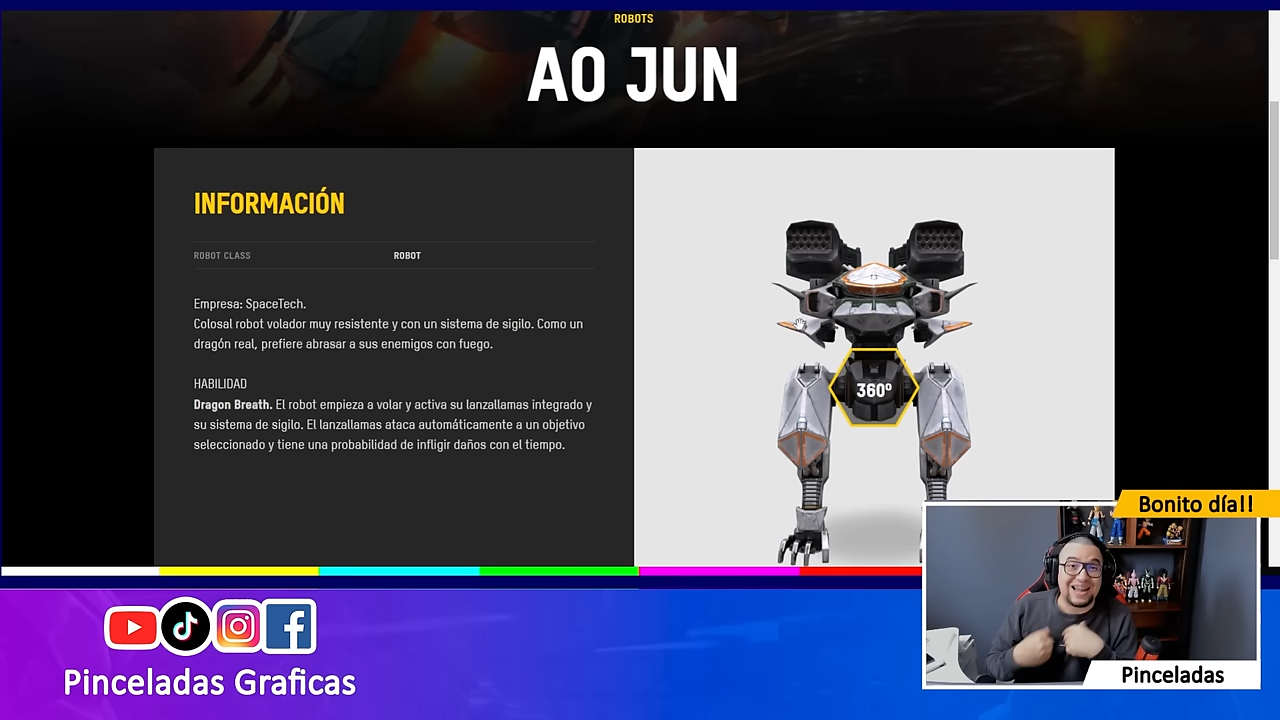 ROBOTS
AO JUN
INFORMACIÓN
ROBOT CLASS ROBOT
Empresa: SpaceTech.
Colosal robot volador muy resistente y con un sistema de sigilo. Como un
dragón real, prefiere abrasar a sus enemigos con fuego.
HABILIDAD
Dragon Breath. El robot empieza a volar y activa su lanzallamas integrado y
su sistema de sigilo. El lanzallamas ataca automáticamente a un objetivo
seleccionado y tiene una probabilidad de infligir daños con el tiempo.
360º
Bonito día!!
Pinceladas
Pinceladas Graficas